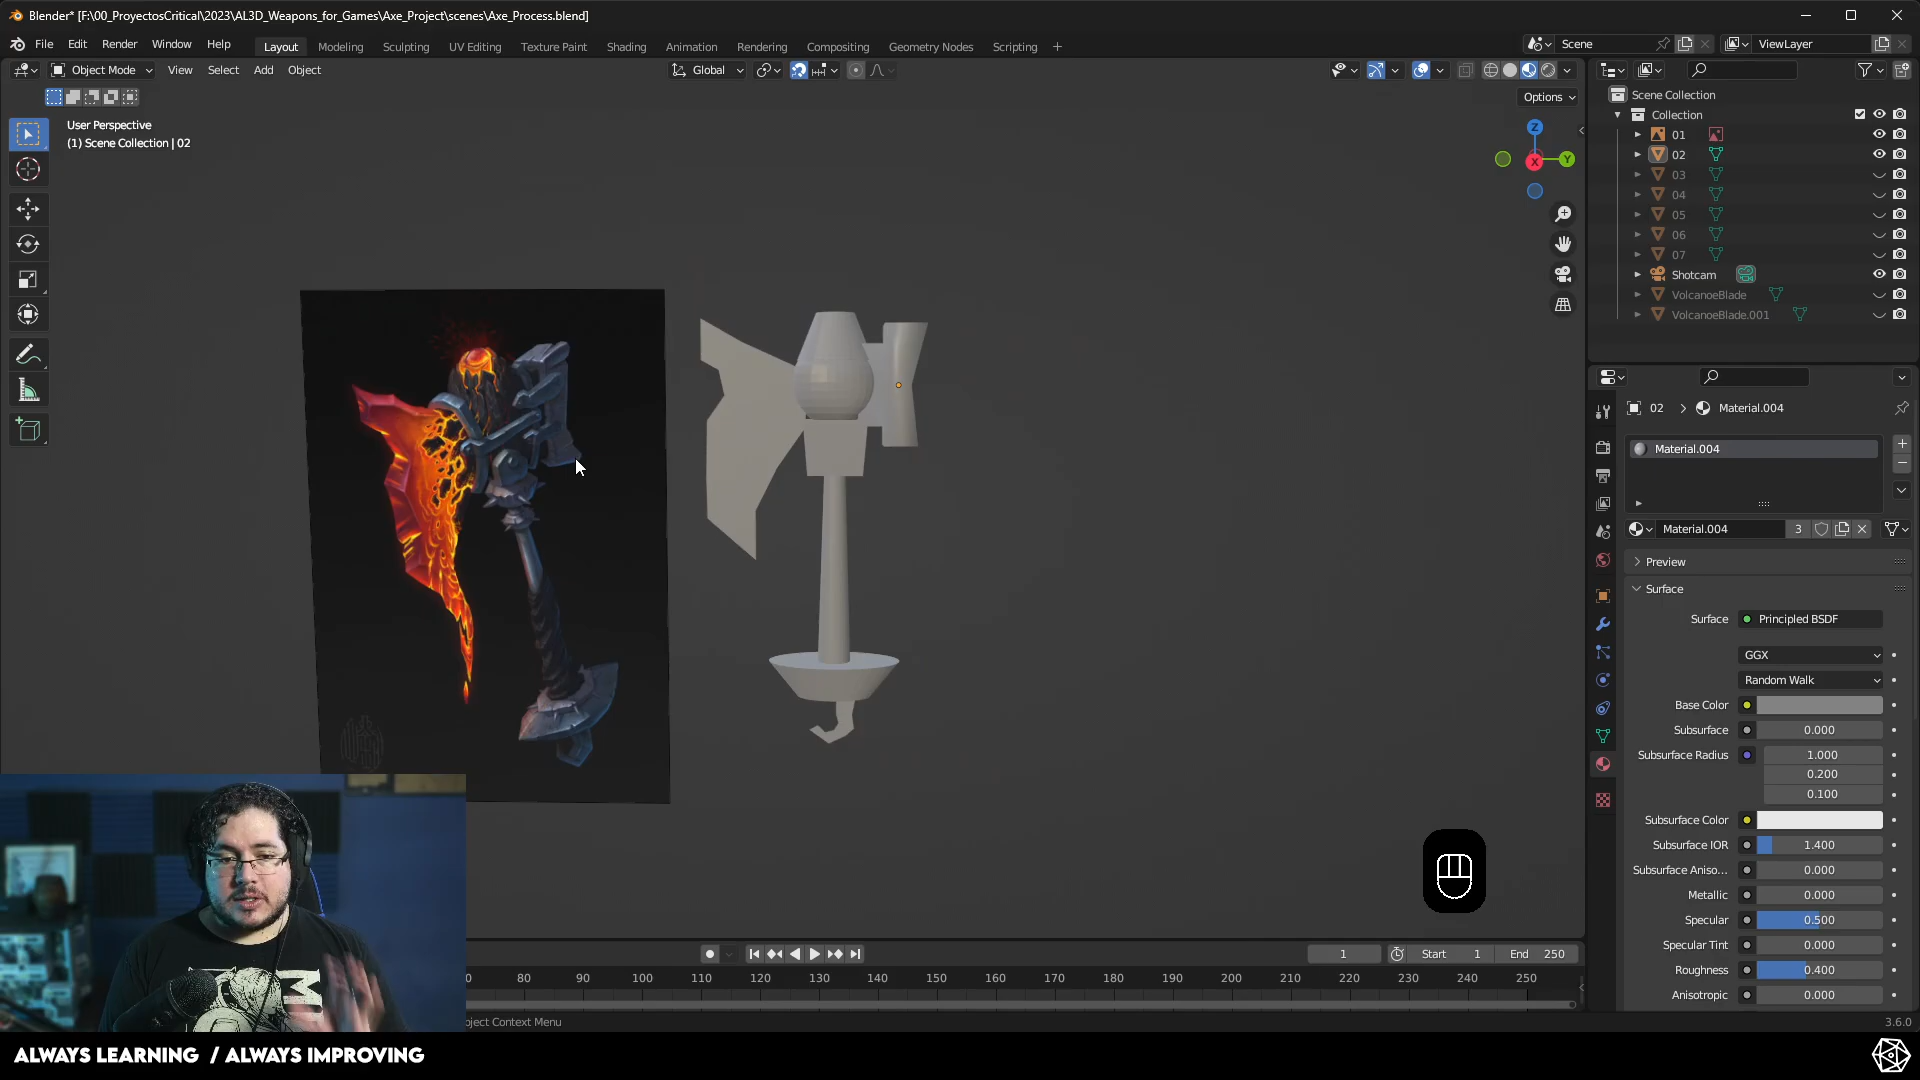 Blender* [F:\00_ProyectosCritical\2023\AL3D_Weapons_for_Games\Axe_Project\scenes\Axe_Process.blend]
File Edit Render Window Help Layout Modeling Sculpting UV Editing Texture Paint Shading Animation Rendering Compositing Geometry Nodes Scripting + Scene ViewLayer
Object Mode View Select Add Object Global
Options
User Perspective
(1) Scene Collection | 02
Z
Y
X
Scene Collection
Collection
01
02
03
04
05
06
07
Shotcam
VolcanoeBlade
VolcanoeBlade.001
02 > Material.004
Material.004
Material.004 3
Preview
Surface
Surface Principled BSDF
GGX
Random Walk
Base Color
Subsurface 0.000
Subsurface Radius 1.000
0.200
0.100
Subsurface Color
Subsurface IOR 1.400
Subsurface Aniso... 0.000
Metallic 0.000
Specular 0.500
Specular Tint 0.000
Roughness 0.400
Anisotropic 0.000
1 Start 1 End 250
80 90 100 110 120 130 140 150 160 170 180 190 200 210 220 230 240 250
oject Context Menu
3.6.0
M
ALWAYS LEARNING / ALWAYS IMPROVING